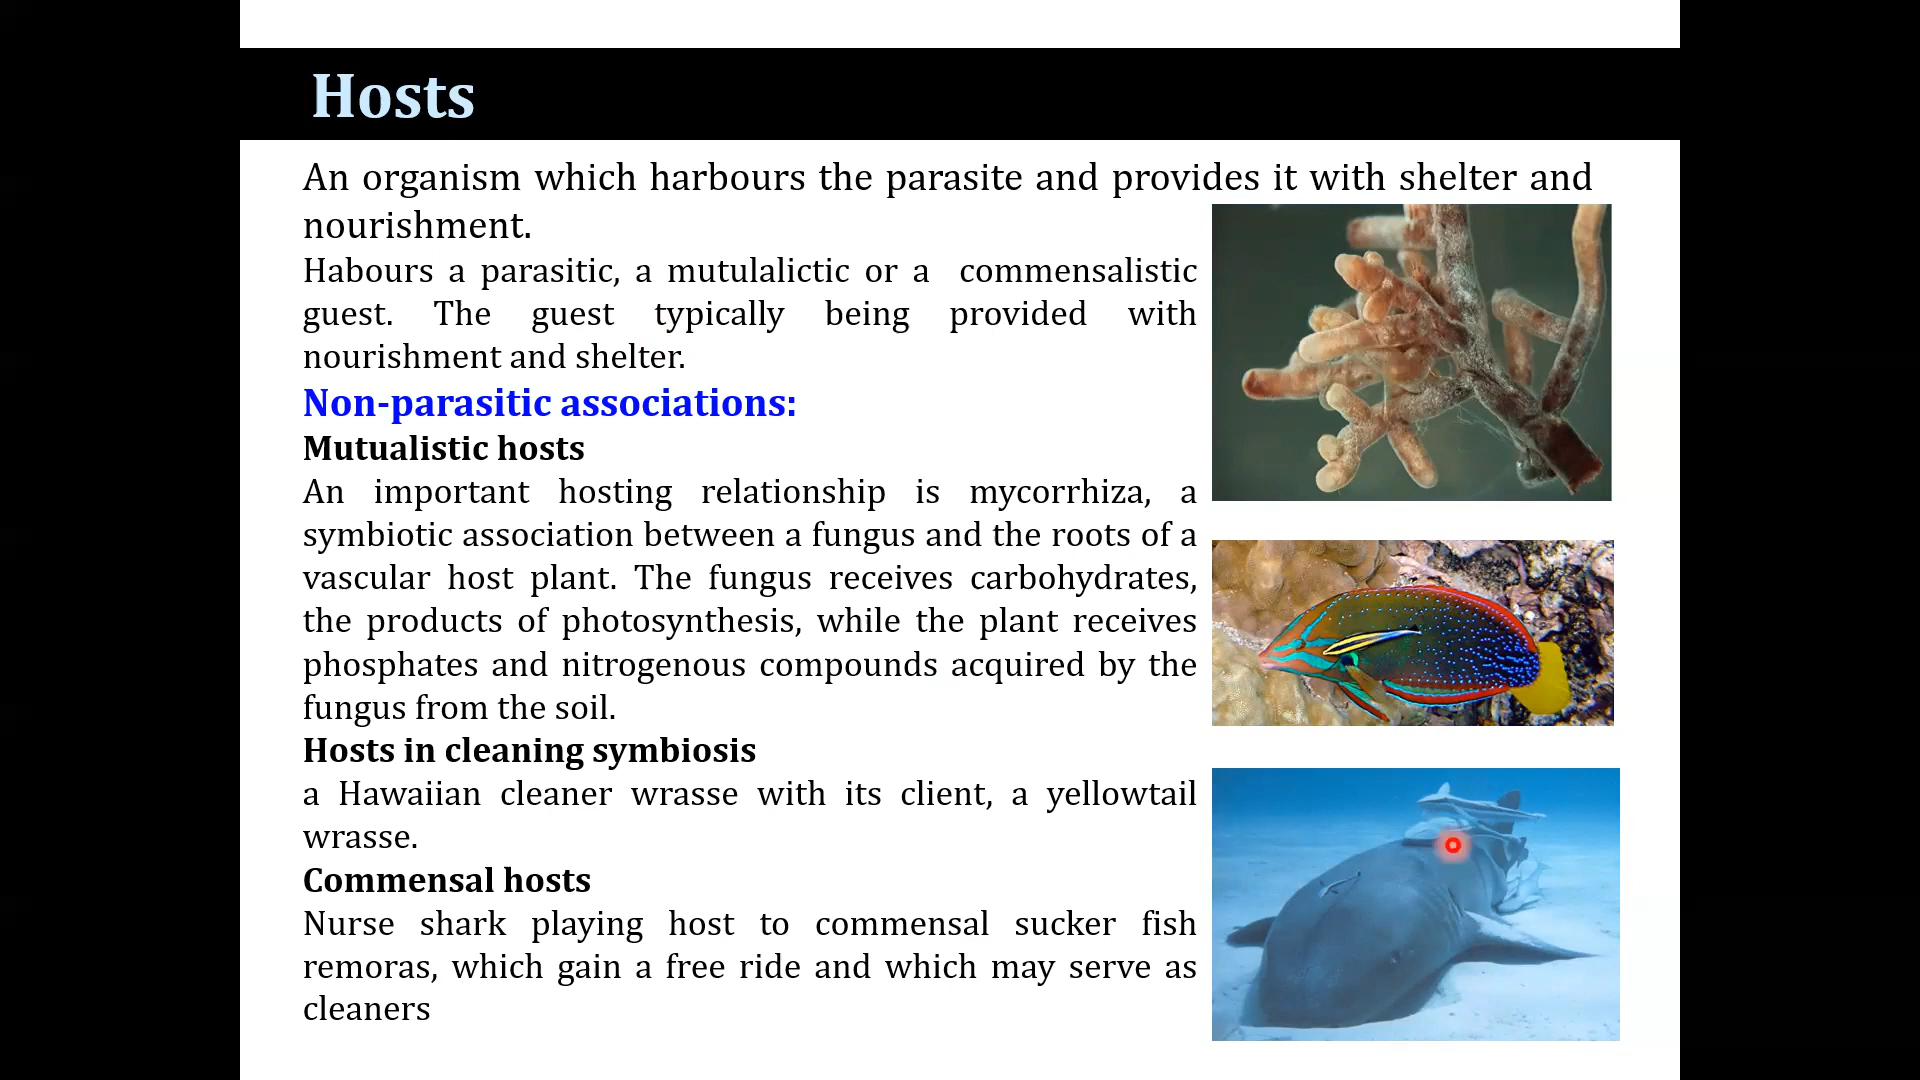 Hosts
An organism which harbours the parasite and provides it with shelter and
nourishment.
Habours a parasitic, a mutulalictic or a commensalistic
guest. The guest typically being provided with
nourishment and shelter.
Non-parasitic associations:
Mutualistic hosts
An important hosting relationship is mycorrhiza, a
symbiotic association between a fungus and the roots of a
vascular host plant. The fungus receives carbohydrates,
the products of photosynthesis, while the plant receives
phosphates and nitrogenous compounds acquired by the
fungus from the soil.
Hosts in cleaning symbiosis
a Hawaiian cleaner wrasse with its client, a yellowtail
wrasse.
Commensal hosts
Nurse shark playing host to commensal sucker fish
remoras, which gain a free ride and which may serve as
cleaners